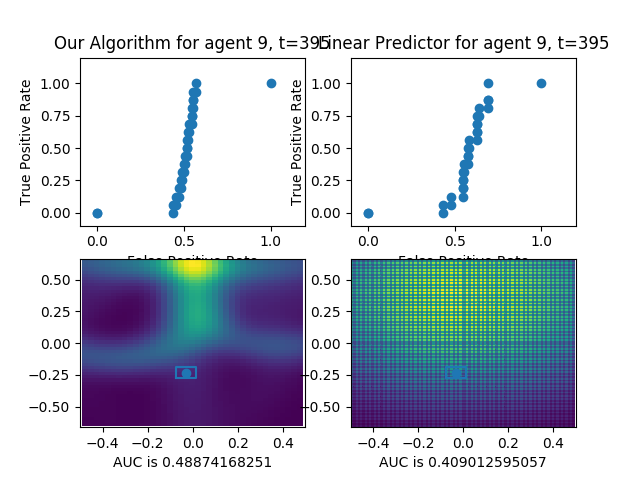 Our Algorithm for agent 9, t=395
Linear Predictor for agent 9, t=395
True Positive Rate
1.00
0.75
0.50
0.25
0.00
0.0 0.5 1.0
False Positive Rate
True Positive Rate
1.00
0.75
0.50
0.25
0.00
0.0 0.5 1.0
False Positive Rate
0.50
0.25
0.00
−0.25
−0.50
−0.4 −0.2 0.0 0.2 0.4
AUC is 0.48874168251
0.50
0.25
0.00
−0.25
−0.50
−0.4 −0.2 0.0 0.2 0.4
AUC is 0.409012595057